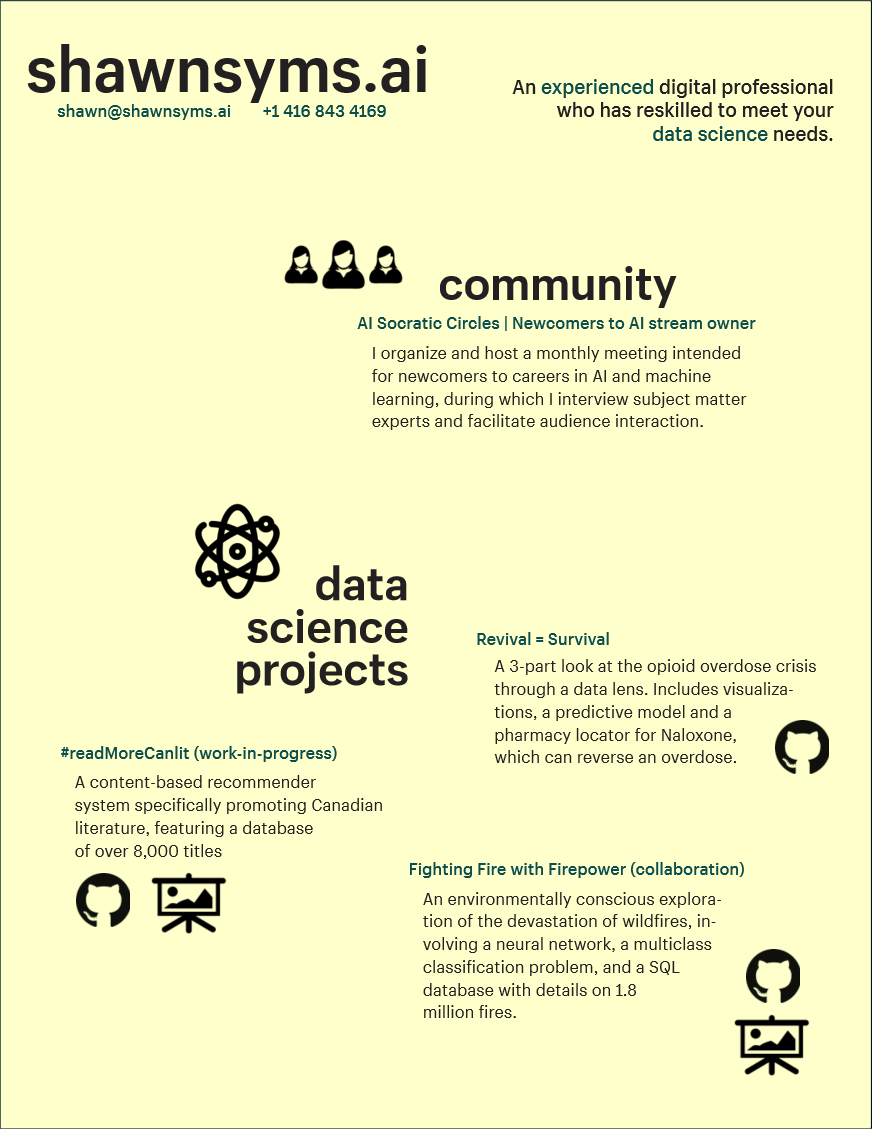 shawnsyms.ai
shawn@shawnsyms.ai +1 416 843 4169
An experienced digital professional
who has reskilled to meet your
data science needs.
community
AI Socratic Circles | Newcomers to AI stream owner
I organize and host a monthly meeting intended
for newcomers to careers in AI and machine
learning, during which I interview subject matter
experts and facilitate audience interaction.
data
science
projects
Revival = Survival
A 3-part look at the opioid overdose crisis
through a data lens. Includes visualiza-
tions, a predictive model and a
pharmacy locator for Naloxone,
which can reverse an overdose.
#readMoreCanlit (work-in-progress)
A content-based recommender
system specifically promoting Canadian
literature, featuring a database
of over 8,000 titles
Fighting Fire with Firepower (collaboration)
An environmentally conscious explora-
tion of the devastation of wildfires, in-
volving a neural network, a multiclass
classification problem, and a SQL
database with details on 1.8
million fires.